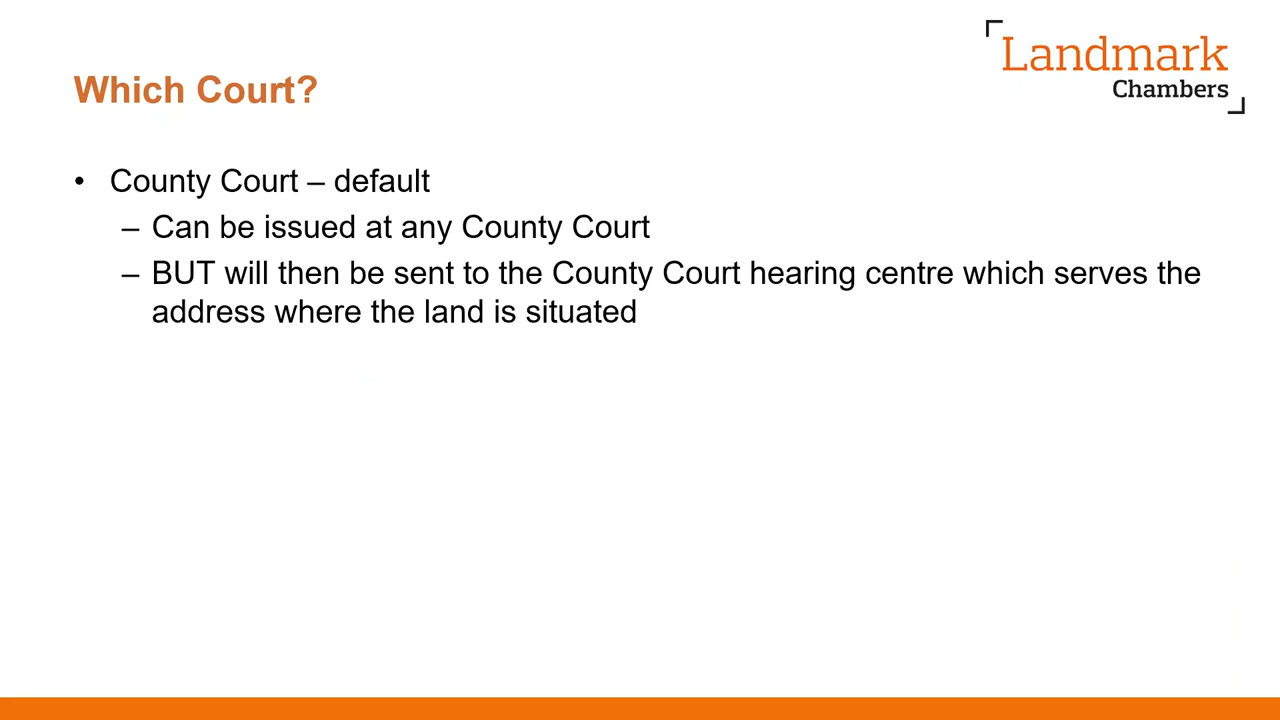 Landmark
Chambers
Which Court?
• County Court – default
– Can be issued at any County Court
– BUT will then be sent to the County Court hearing centre which serves the
address where the land is situated